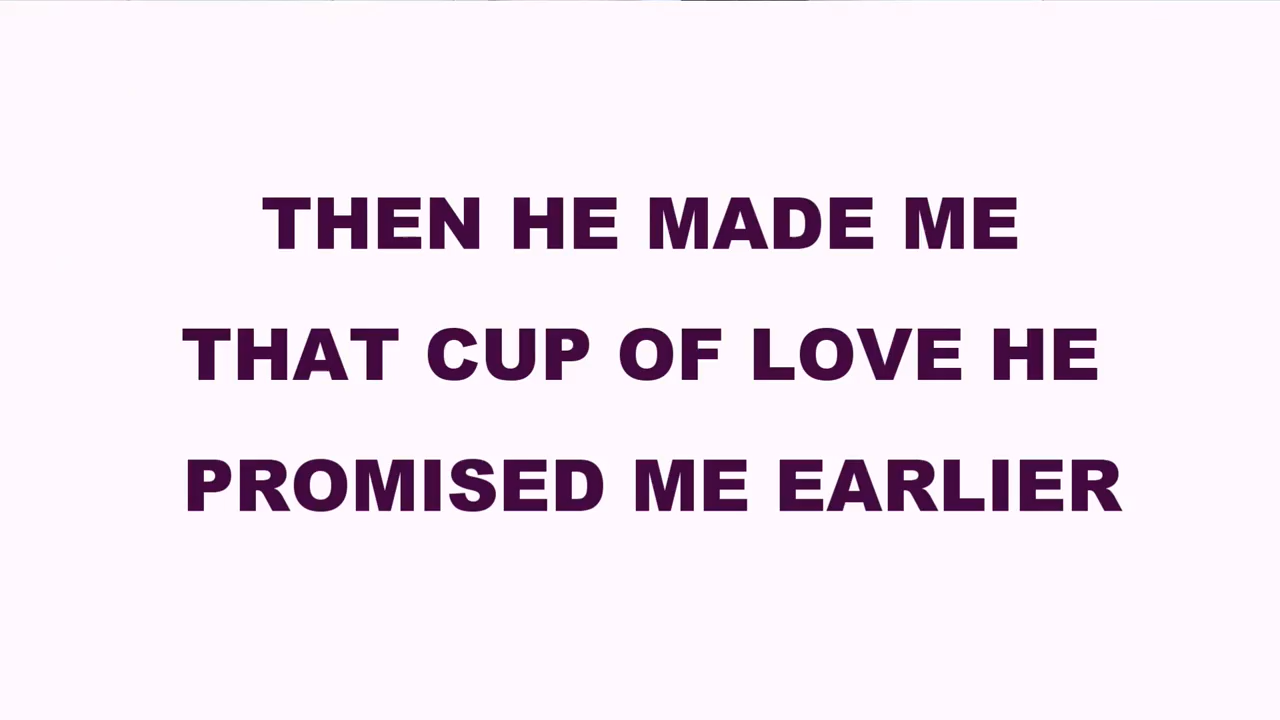 THEN HE MADE ME
THAT CUP OF LOVE HE
PROMISED ME EARLIER